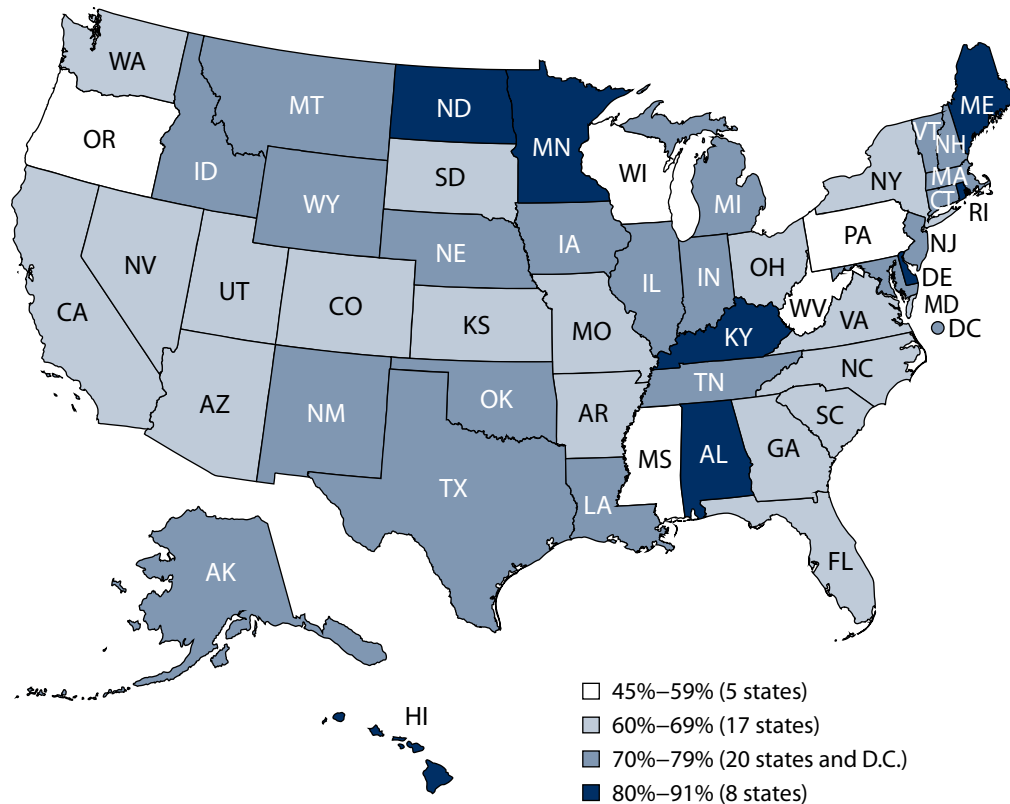 WA
MT
ND
ME
OR
MN
VT
NH
ID
SD
WI
NY
MA
WY
MI
CT
RI
IA
PA
NJ
NE
NV
OH
IL
IN
DE
UT
CA
CO
WV
MD
KS
MO
VA
DC
KY
NC
TN
AZ
OK
NM
AR
SC
MS
AL
GA
TX
LA
FL
AK
HI
45%–59% (5 states)
60%–69% (17 states)
70%–79% (20 states and D.C.)
80%–91% (8 states)